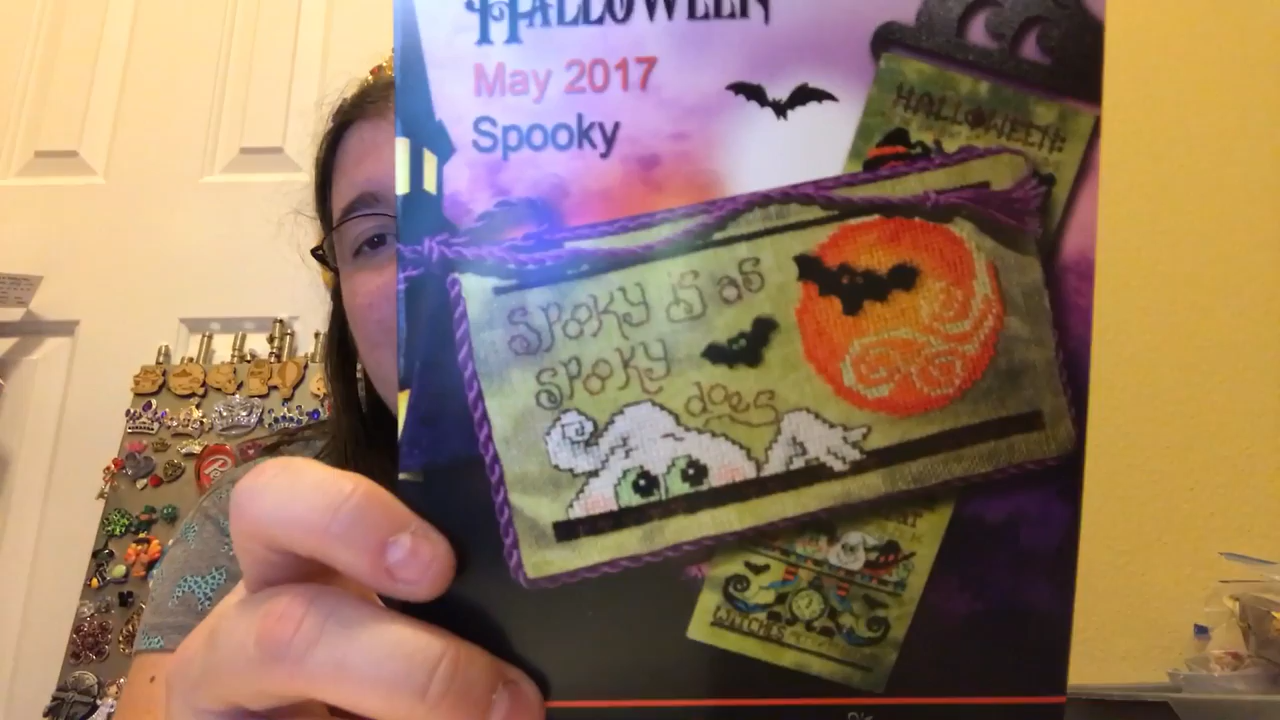 HALLOWEEN
May 2017
Spooky
HALLOWEEN:
SPOOKY IS AS
SPOOKY
does
WITCHES